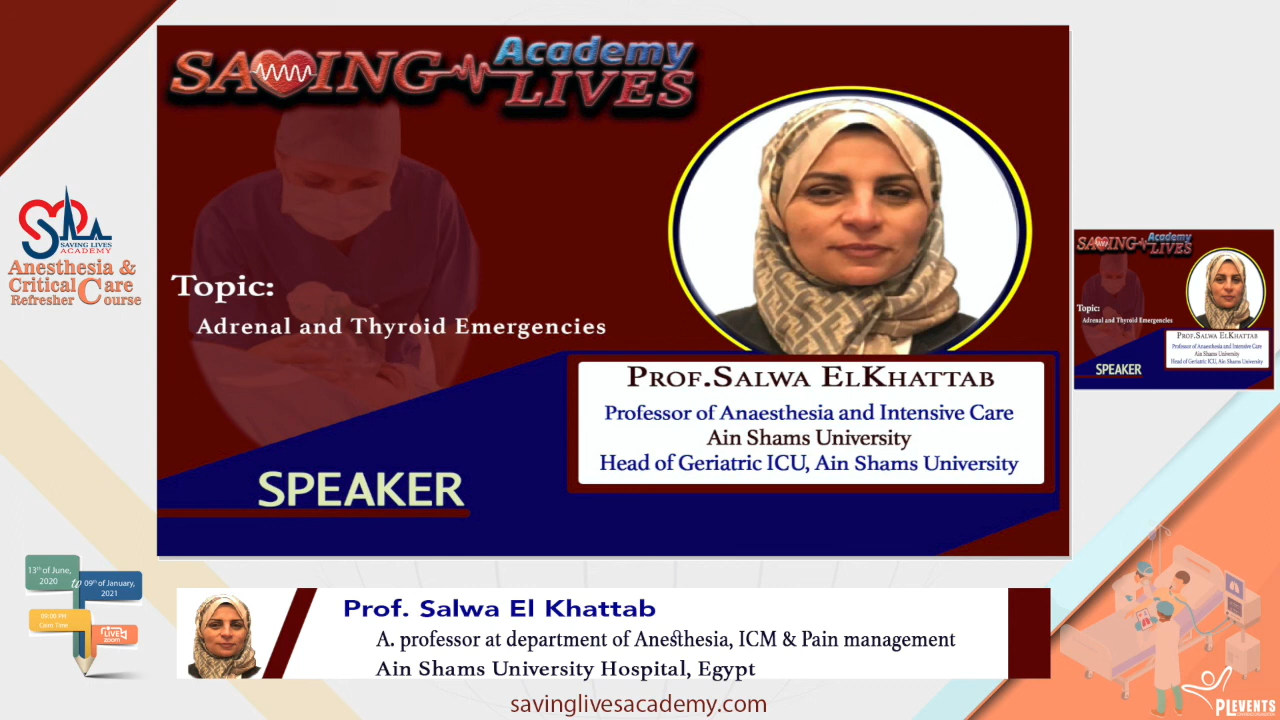 SAVING Academy LIVES
Topic:
Adrenal and Thyroid Emergencies
PROF.SALWA ELKHATTAB
Professor of Anaesthesia and Intensive Care
Ain Shams University
Head of Geriatric ICU, Ain Shams University
SPEAKER
SAVING LIVES
ACADEMY
Anesthesia &
Critical Care
Refresher Course
SAVING Academy LIVES
Topic:
Adrenal and Thyroid Emergencies
PROF.SALWA ELKHATTAB
Professor of Anaesthesia and Intensive Care
Ain Shams University
Head of Geriatric ICU, Ain Shams University
SPEAKER
13th of June,
2020
to
09th of January,
2021
Cairo Time
LIVE
zoom
Prof. Salwa El Khattab
A. professor at department of Anesthesia, ICM & Pain management
Ain Shams University Hospital, Egypt
savinglivesacademy.com
PLEVENTS